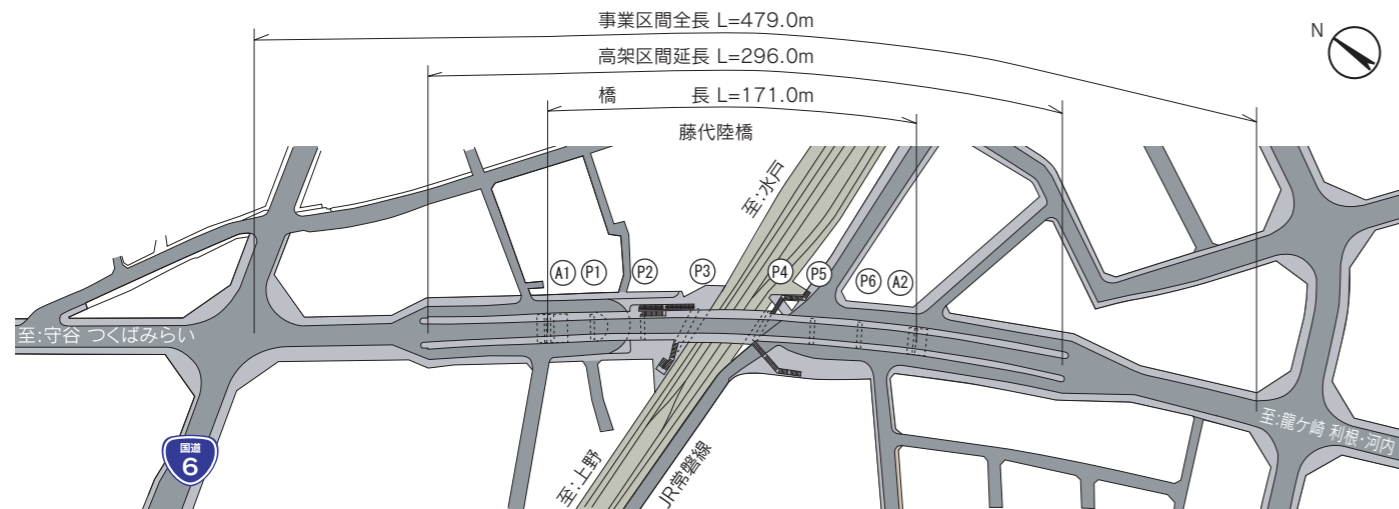 事業区間全長 L=479.0m
N
高架区間延長 L=296.0m
橋 長 L=171.0m
藤代陸橋
至:水戸
A1 P1 P2 P3 P4 P5 P6 A2
至:守谷 つくばみらい
至:龍ケ崎 利根・河内
国道
6
至:上野
JR常磐線